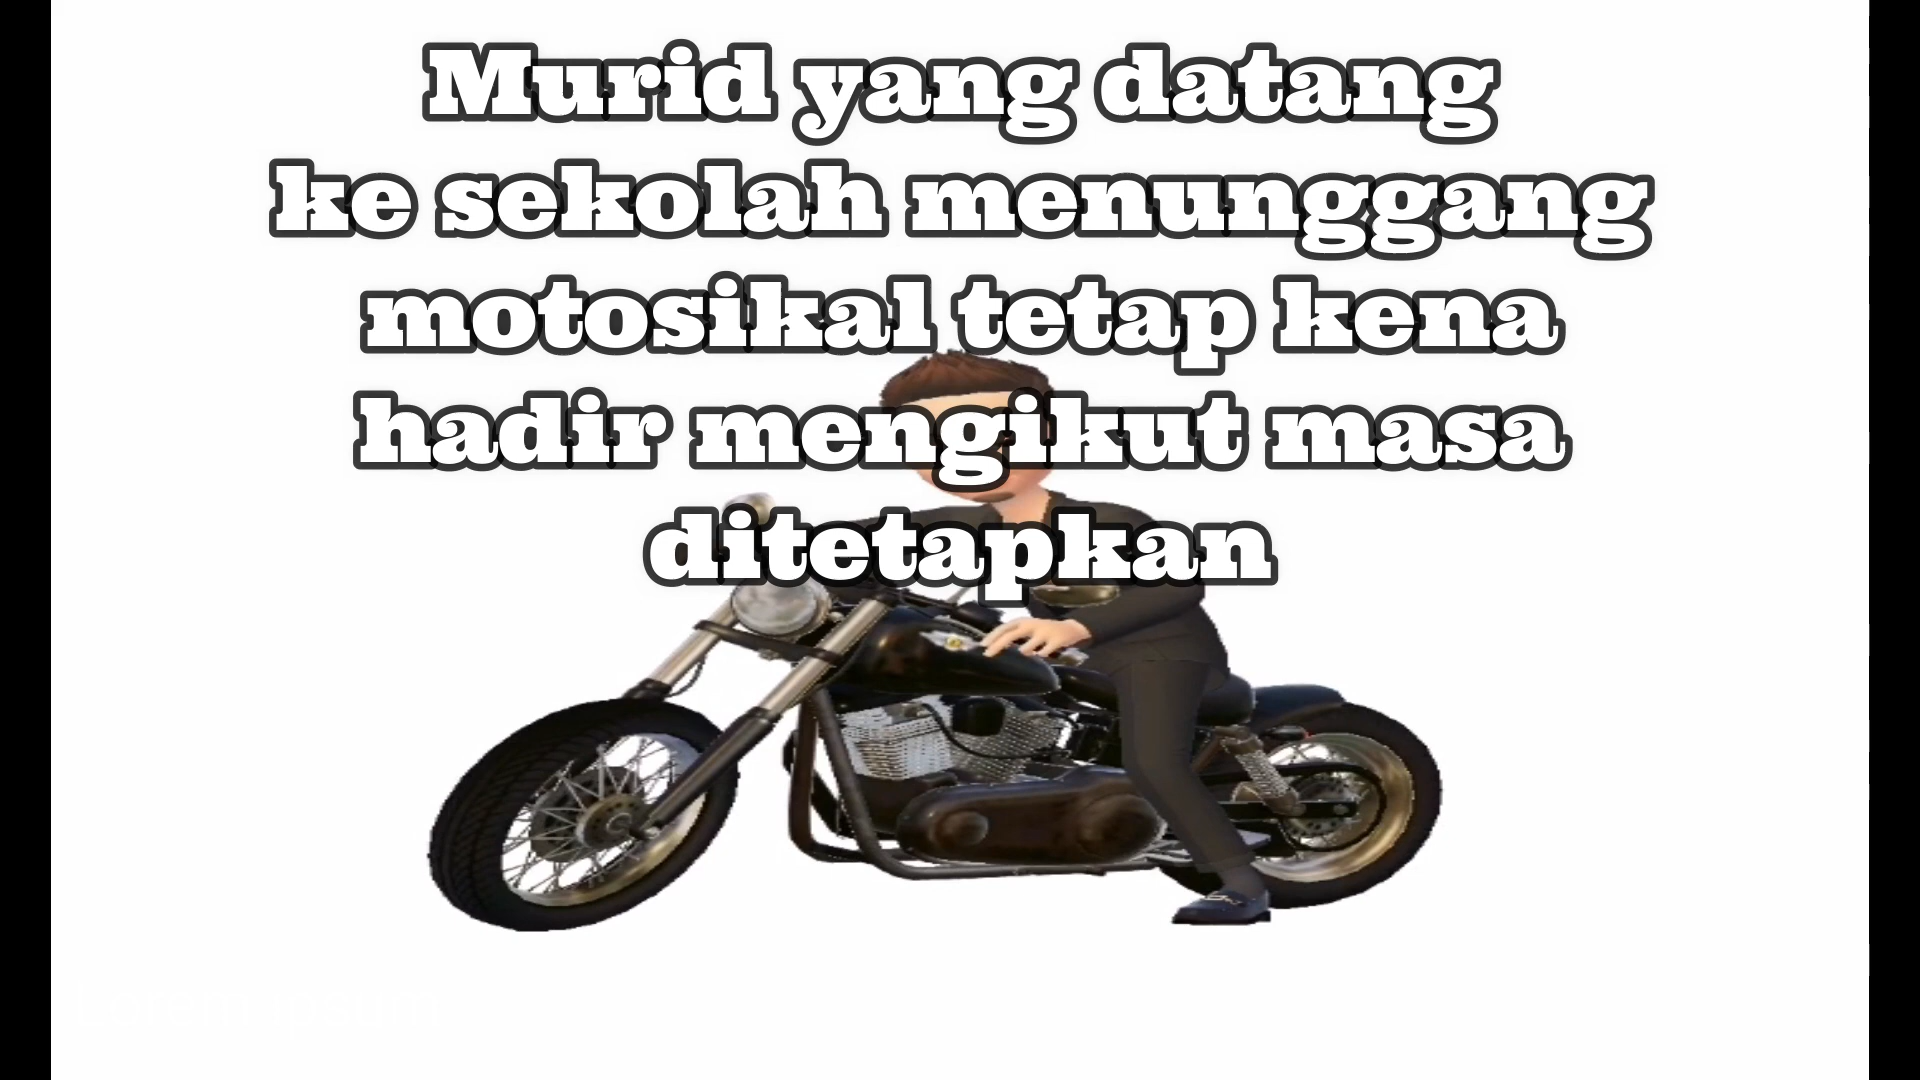 Murid yang datang
ke sekolah menunggang
motosikal tetap kena
hadir mengikut masa
ditetapkan